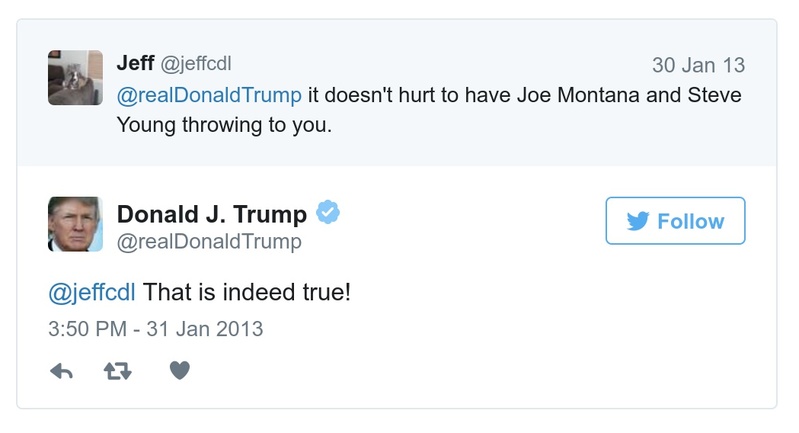 Jeff @jeffcdl 30 Jan 13
@realDonaldTrump it doesn't hurt to have Joe Montana and Steve
Young throwing to you.
Donald J. Trump
@realDonaldTrump
Follow
@jeffcdl That is indeed true!
3:50 PM - 31 Jan 2013